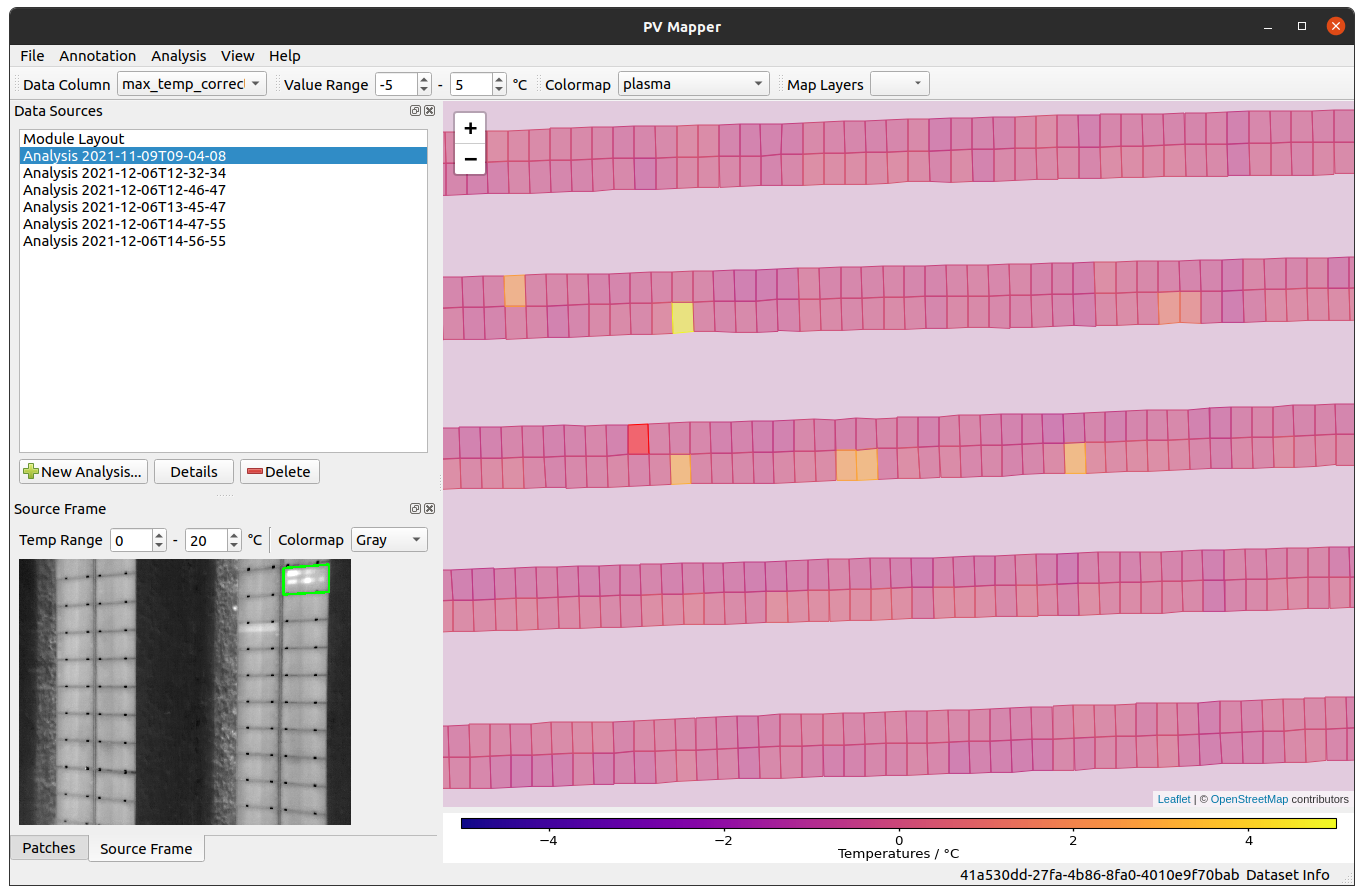 PV Mapper
File Annotation Analysis View Help
Data Column max_temp_correct Value Range -5 - 5 °C Colormap plasma Map Layers
Data Sources
Module Layout
Analysis 2021-11-09T09-04-08
Analysis 2021-12-06T12-32-34
Analysis 2021-12-06T12-46-47
Analysis 2021-12-06T13-45-47
Analysis 2021-12-06T14-47-55
Analysis 2021-12-06T14-56-55
New Analysis... Details Delete
Source Frame
Temp Range 0 - 20 °C Colormap Gray
Patches Source Frame
+
−
Leaflet | © OpenStreetMap contributors
−4 −2 0 2 4
Temperatures / °C
41a530dd-27fa-4b86-8fa0-4010e9f70bab Dataset Info